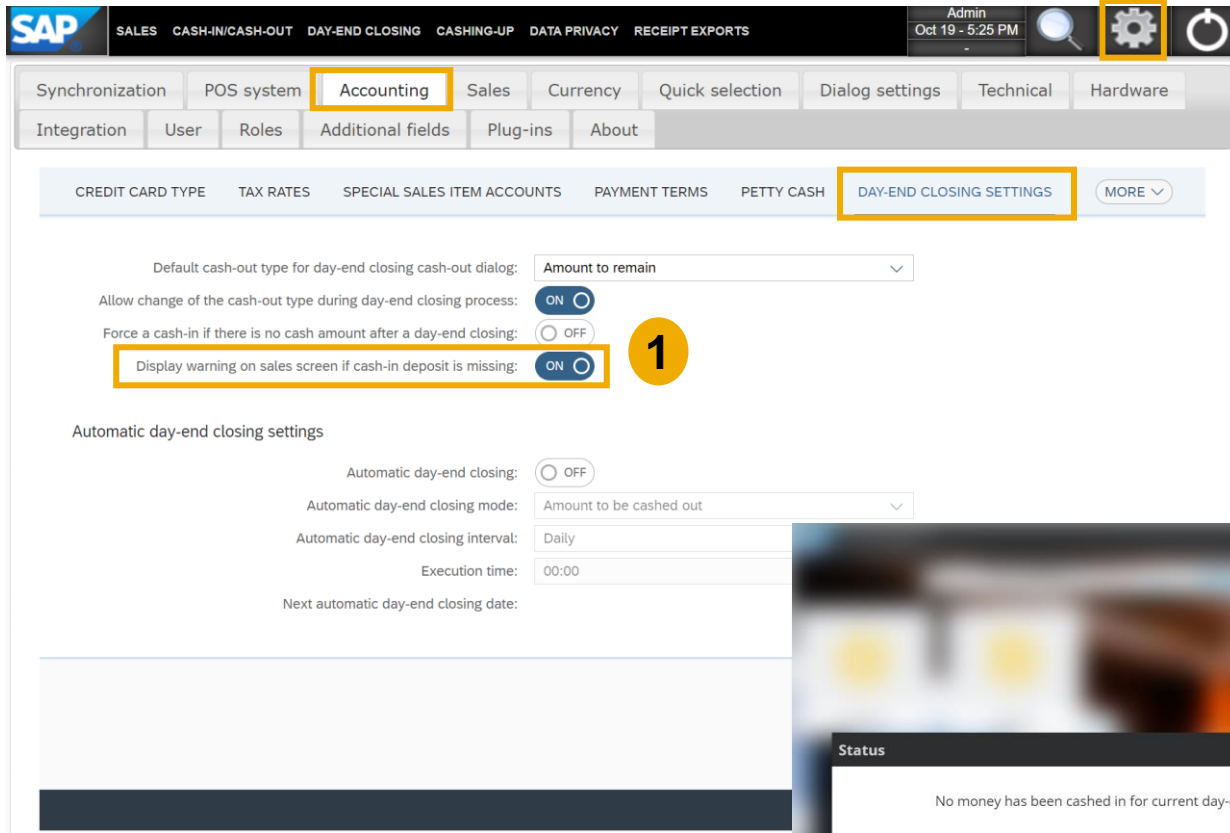 SAP SALES CASH-IN/CASH-OUT DAY-END CLOSING CASHING-UP DATA PRIVACY RECEIPT EXPORTS Admin
Oct 19 - 5:25 PM
-
Synchronization POS system Accounting Sales Currency Quick selection Dialog settings Technical Hardware
Integration User Roles Additional fields Plug-ins About
CREDIT CARD TYPE TAX RATES SPECIAL SALES ITEM ACCOUNTS PAYMENT TERMS PETTY CASH DAY-END CLOSING SETTINGS MORE
Default cash-out type for day-end closing cash-out dialog: Amount to remain
Allow change of the cash-out type during day-end closing process: ON
Force a cash-in if there is no cash amount after a day-end closing: OFF
Display warning on sales screen if cash-in deposit is missing: ON
1
Automatic day-end closing settings
Automatic day-end closing: OFF
Automatic day-end closing mode: Amount to be cashed out
Automatic day-end closing interval: Daily
Execution time: 00:00
Next automatic day-end closing date:
Status
No money has been cashed in for current day-